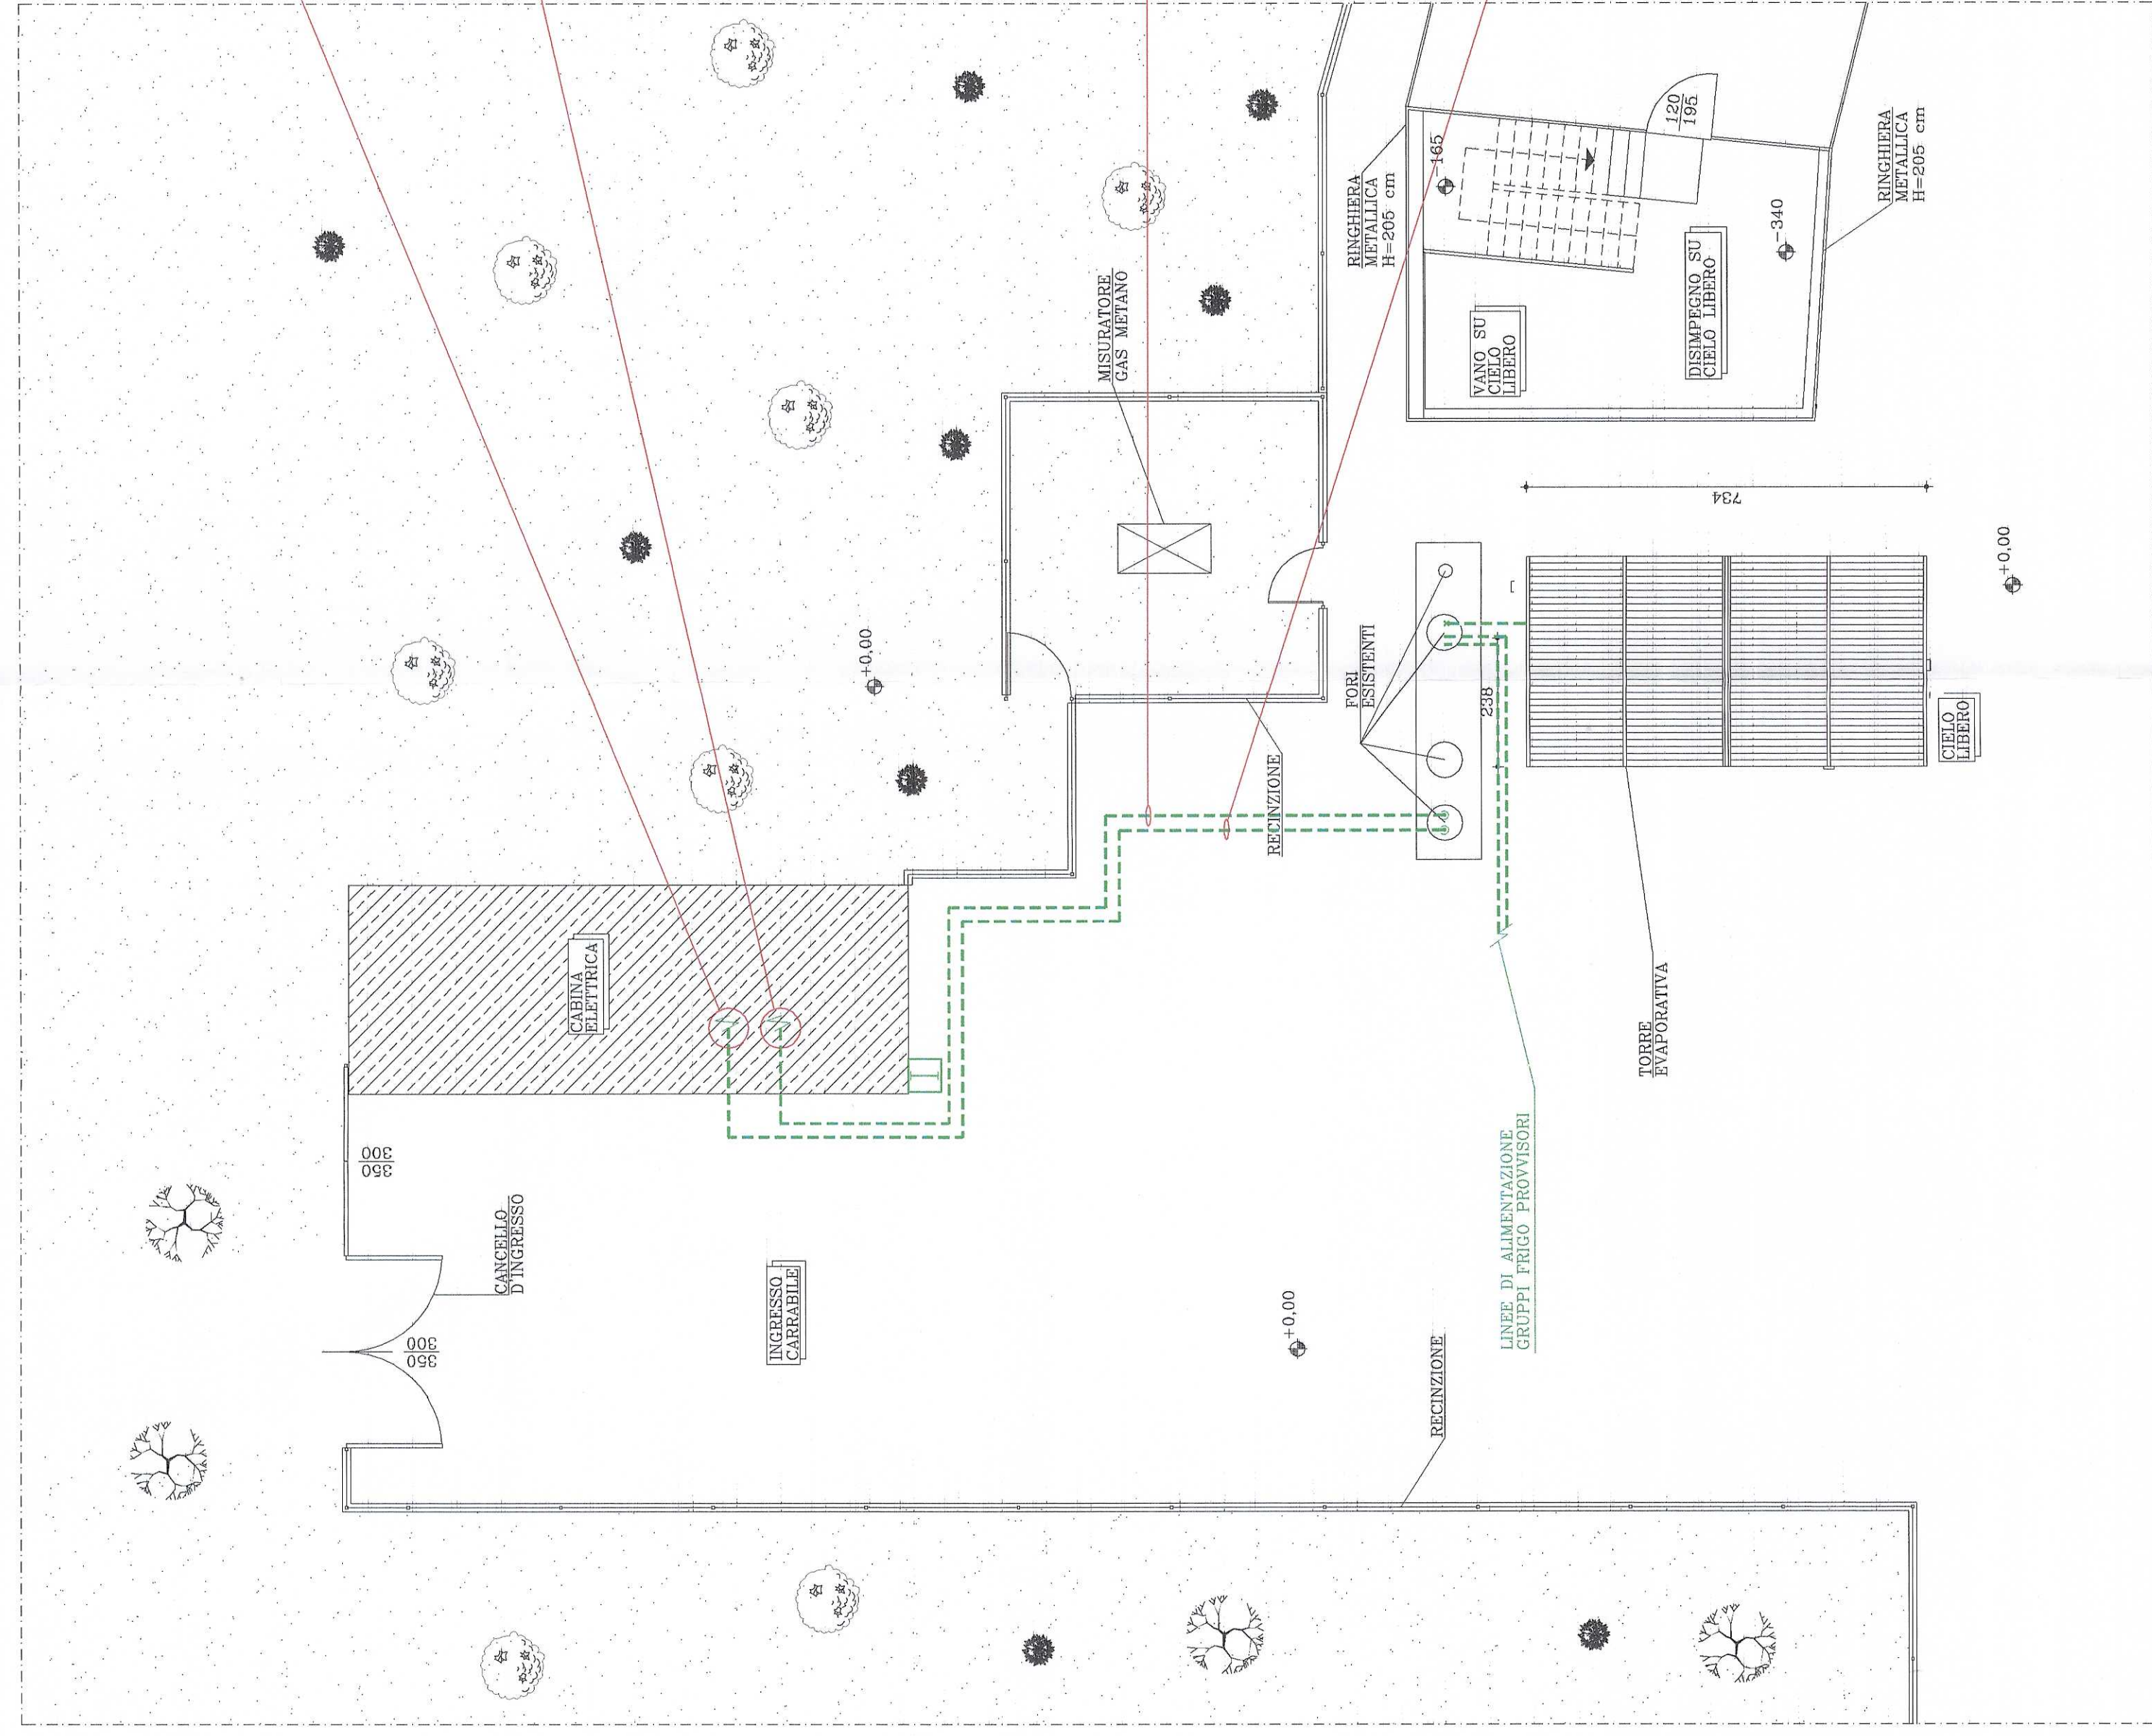 RINGHIERA
METALLICA
H=205 cm
-165
120
195
RINGHIERA
METALLICA
H=205 cm
-340
VANO SU
CIELO
LIBERO
DISIMPEGNO SU
CIELO LIBERO
MISURATORE
GAS METANO
734
+0,00
+0,00
FORI
ESISTENTI
238
CIELO
LIBERO
RECINZIONE
CABINA
ELETTRICA
TORRE
EVAPORATIVA
300
350
CANCELLO
D'INGRESSO
300
350
INGRESSO
CARRABILE
+0,00
LINEE DI ALIMENTAZIONE
GRUPPI FRIGO PROVVISORI
RECINZIONE